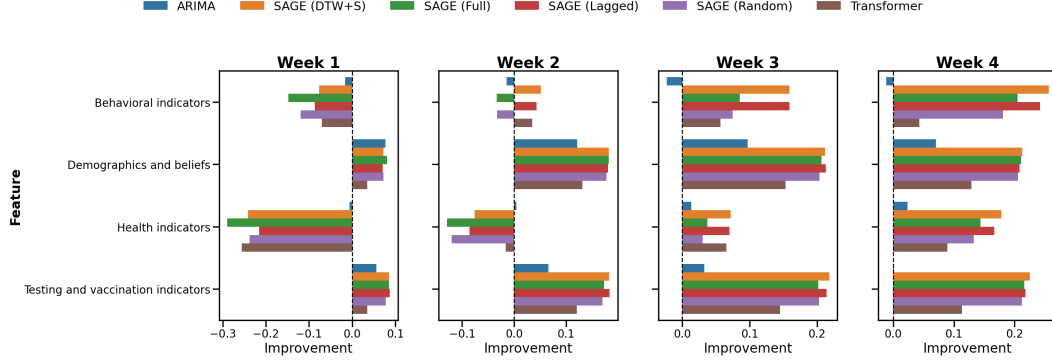 ARIMA SAGE (DTW+S) SAGE (Full) SAGE (Lagged) SAGE (Random) Transformer
Week 1 Week 2 Week 3 Week 4
Feature
Behavioral indicators
Demographics and beliefs
Health indicators
Testing and vaccination indicators
−0.3 −0.2 −0.1 0.0 0.1 −0.1 0.0 0.1 0.0 0.1 0.2 0.0 0.1 0.2
Improvement Improvement Improvement Improvement